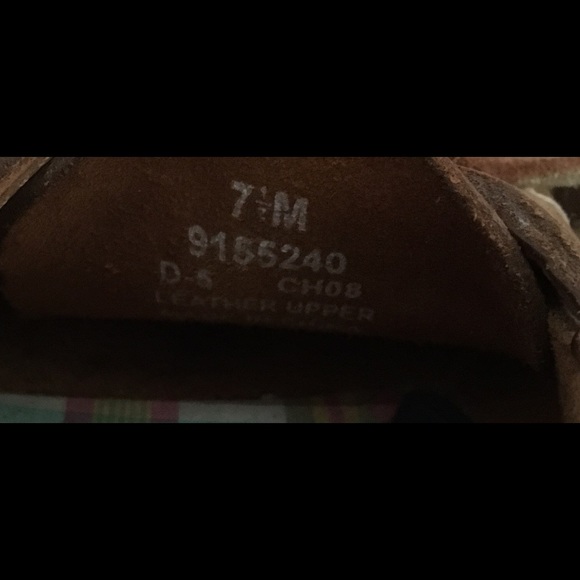 7½M
9155240
D-5 CH08
LEATHER UPPER